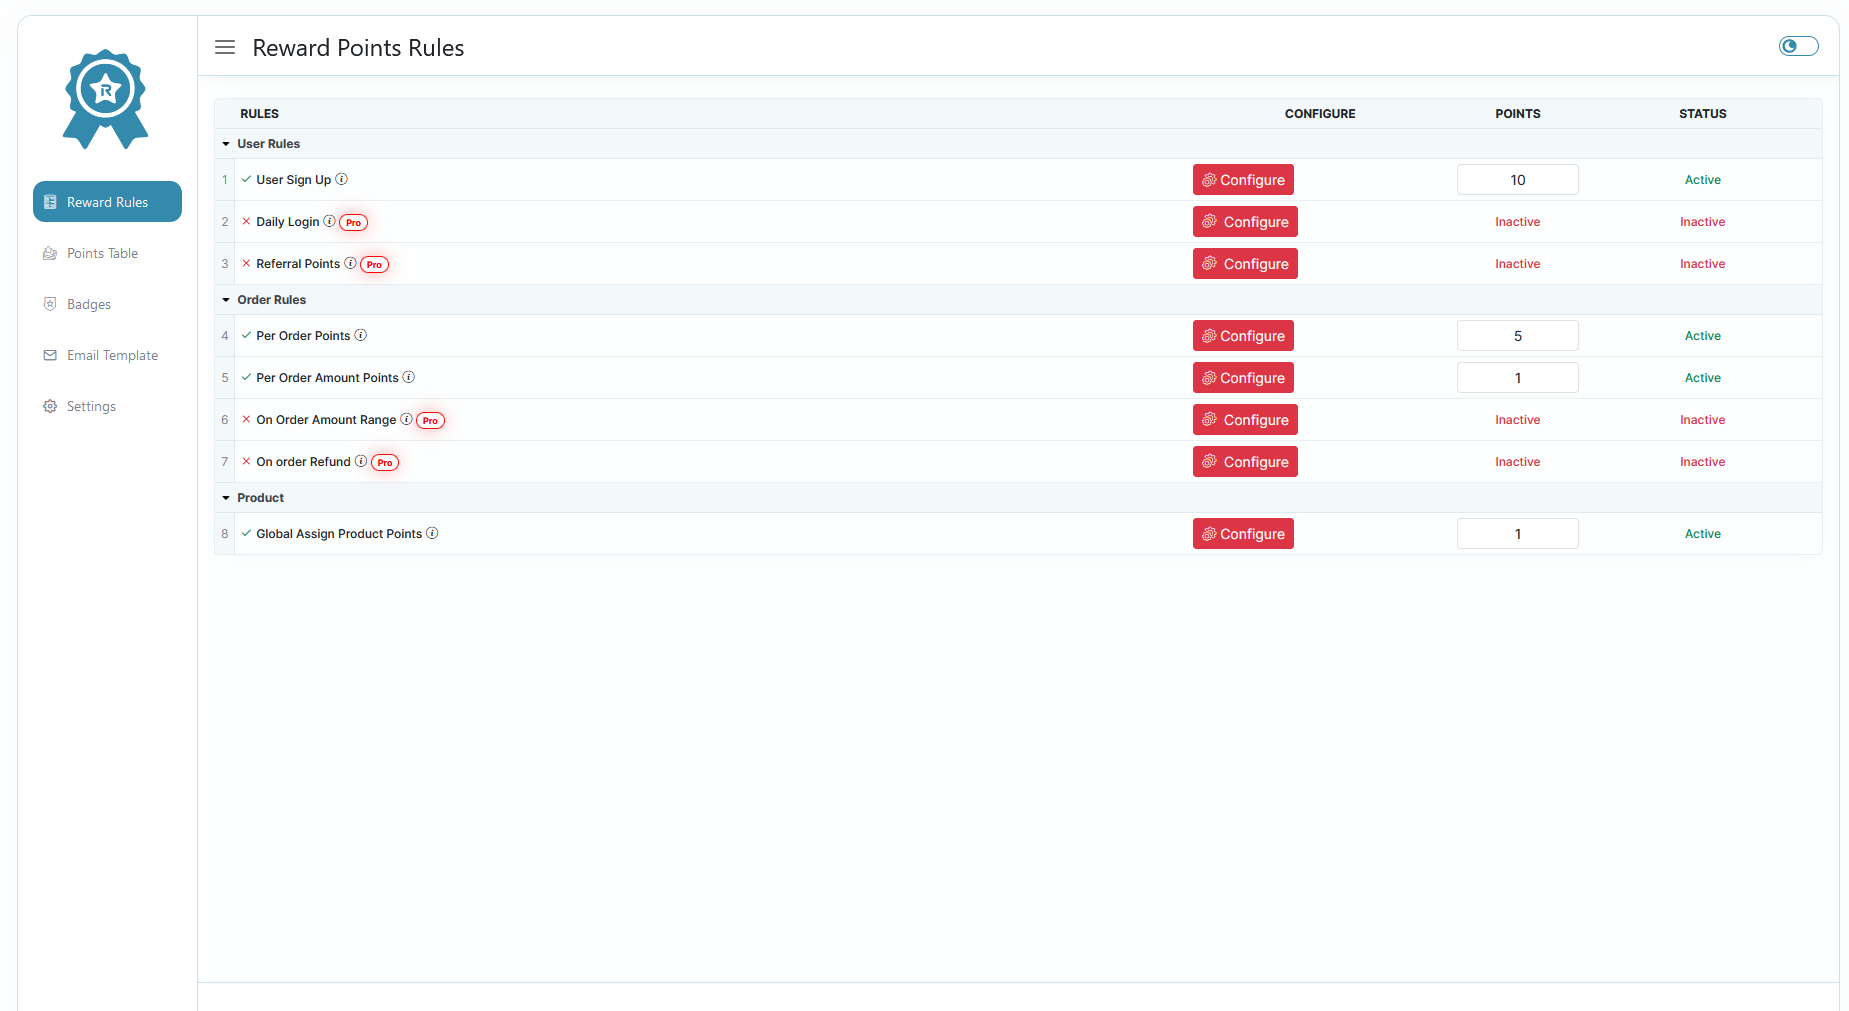 R
Reward Points Rules
Reward Rules
Points Table
Badges
Email Template
Settings
RULES CONFIGURE POINTS STATUS
User Rules
1 User Sign Up Configure 10 Active
2 Daily Login Pro Configure Inactive Inactive
3 Referral Points Pro Configure Inactive Inactive
Order Rules
4 Per Order Points Configure 5 Active
5 Per Order Amount Points Configure 1 Active
6 On Order Amount Range Pro Configure Inactive Inactive
7 On order Refund Pro Configure Inactive Inactive
Product
8 Global Assign Product Points Configure 1 Active